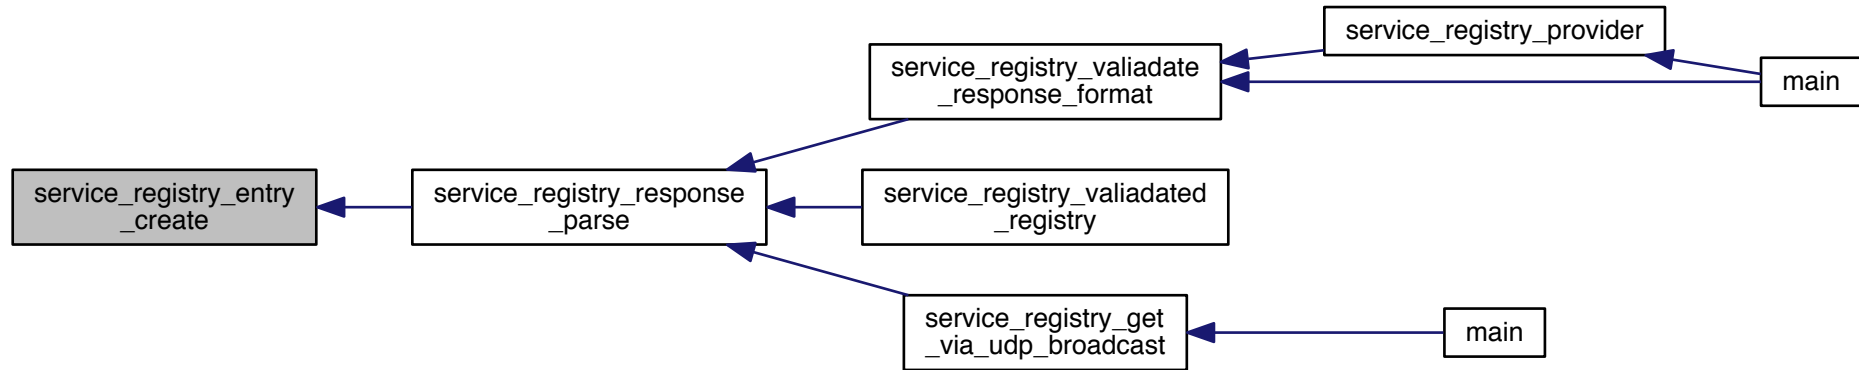 service_registry_entry
_create
service_registry_response
_parse
service_registry_valiadate
_response_format
service_registry_provider
main
service_registry_valiadated
_registry
service_registry_get
_via_udp_broadcast
main